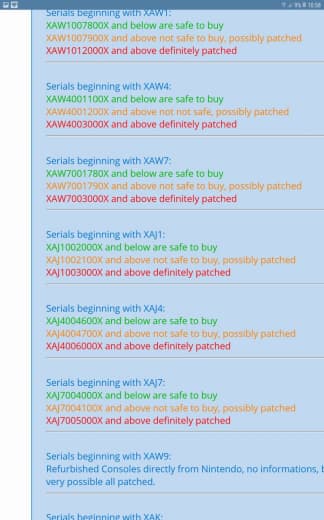 9% 10:58
Serials beginning with XAW1:
XAW1007800X and below are safe to buy
XAW1007900X and above not safe to buy, possibly patched
XAW1012000X and above definitely patched
Serials beginning with XAW4:
XAW4001100X and below are safe to buy
XAW4001200X and above not not safe, possibly patched
XAW4003000X and above definitely patched
Serials beginning with XAW7:
XAW7001780X and below are safe to buy
XAW7001790X and above not safe to buy, possibly patched
XAW7003000X and above definitely patched
Serials beginning with XAJ1:
XAJ1002000X and below are safe to buy
XAJ1002100X and above not safe to buy, possibly patched
XAJ1003000X and above definitely patched
Serials beginning with XAJ4:
XAJ4004600X and below are safe to buy
XAJ4004700X and above not safe to buy, possibly patched
XAJ4006000X and above definitely patched
Serials beginning with XAJ7:
XAJ7004000X and below are safe to buy
XAJ7004100X and above not safe to buy, possibly patched
XAJ7005000X and above definitely patched
Serials beginning with XAW9:
Refurbished Consoles directly from Nintendo, no informations,
very possible all patched.
Serials beginning with XAK: